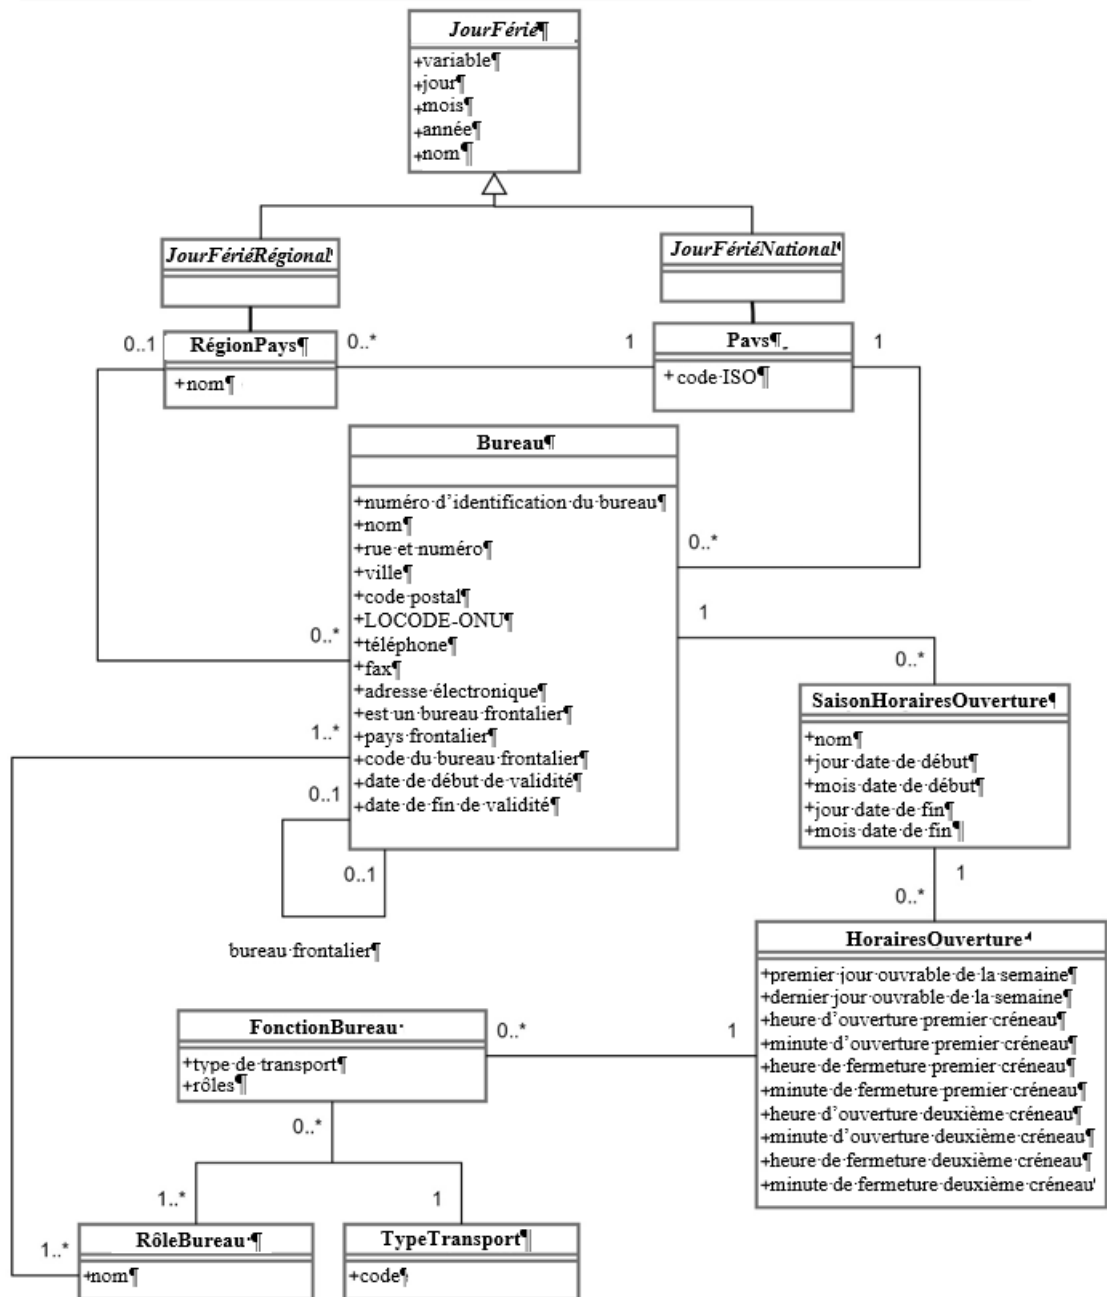 JourFérié¶
+variable¶
+jour¶
+mois¶
+année¶
+nom¶
JourFériéRégional
JourFériéNational
0..1
RégionPays¶
0..*
1
Pays¶
1
+nom¶
+code·ISO¶
Bureau¶
+numéro·d’identification·du·bureau¶
+nom¶
+rue·et·numéro¶
+ville¶
+code·postal¶
+LOCODE-ONU¶
+téléphone¶
+fax¶
+adresse·électronique¶
+est·un·bureau·frontalier¶
+pays·frontalier¶
+code·du·bureau·frontalier¶
+date·de·début·de·validité¶
+date·de·fin·de·validité¶
0..*
1
0..*
0..*
1..*
0..1
0..1
bureau·frontalier¶
SaisonHorairesOuverture¶
+nom¶
+jour·date·de·début¶
+mois·date·de·début¶
+jour·date·de·fin¶
+mois·date·de·fin¶
1
0..*
HorairesOuverture
+premier·jour·ouvrable·de·la·semaine¶
+dernier·jour·ouvrable·de·la·semaine¶
+heure·d’ouverture·premier·créneau¶
+minute·d’ouverture·premier·créneau¶
+heure·de·fermeture·premier·créneau¶
+minute·de·fermeture·premier·créneau¶
+heure·d’ouverture·deuxième·créneau¶
+minute·d’ouverture·deuxième·créneau¶
+heure·de·fermeture·deuxième·créneau¶
+minute·de·fermeture·deuxième·créneau
FonctionBureau·
0..*
1
+type·de·transport¶
+rôles¶
0..*
1..*
1
1..*
RôleBureau·¶
+nom¶
TypeTransport¶
+code¶